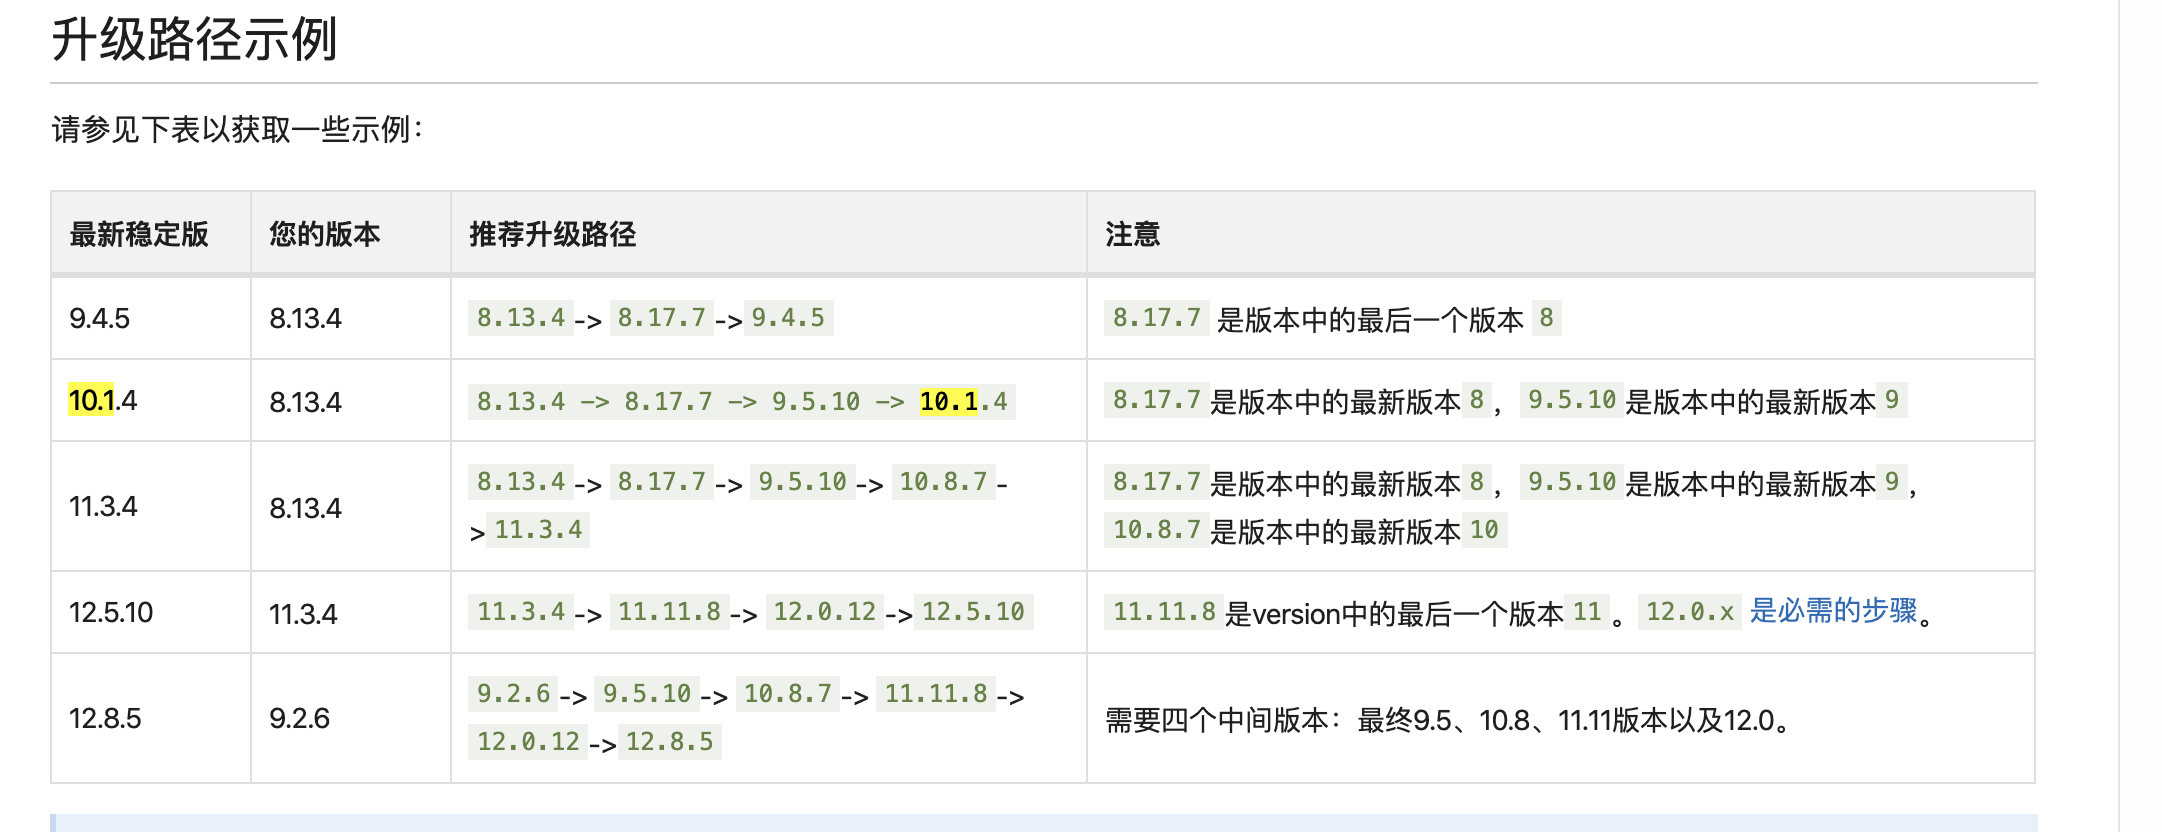 升级路径示例
请参见下表以获取一些示例：
最新稳定版 您的版本 推荐升级路径 注意
9.4.5 8.13.4 8.13.4 -> 8.17.7 -> 9.4.5 8.17.7 是版本中的最后一个版本 8
10.1.4 8.13.4 8.13.4 -> 8.17.7 -> 9.5.10 -> 10.1.4 8.17.7是版本中的最新版本8，9.5.10是版本中的最新版本9
11.3.4 8.13.4 8.13.4 -> 8.17.7 -> 9.5.10 -> 10.8.7 -
> 11.3.4 8.17.7是版本中的最新版本8，9.5.10是版本中的最新版本9，
10.8.7是版本中的最新版本10
12.5.10 11.3.4 11.3.4 -> 11.11.8 -> 12.0.12 -> 12.5.10 11.11.8是version中的最后一个版本11。12.0.x 是必需的步骤。
12.8.5 9.2.6 9.2.6 -> 9.5.10 -> 10.8.7 -> 11.11.8 ->
12.0.12 -> 12.8.5 需要四个中间版本：最终9.5、10.8、11.11版本以及12.0。